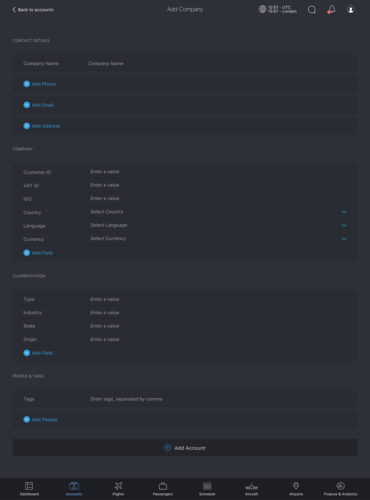 Back to accounts
Add Company
12:57 - UTC
13:57 - London
CONTACT DETAILS
Company Name Company Name
Add Phone
Add Email
Add Address
COMPANY
Customer ID Enter a value
VAT ID Enter a value
ISO Enter a value
Country Select Country
Language Select Language
Currency Select Currency
Add Field
CLASSIFICATION
Type Enter a value
Industry Enter a value
State Enter a value
Origin Enter a value
Add Field
PEOPLE & TAGS
Tags Enter tags, separated by comma
Add People
Add Account
Dashboard Accounts Flights Passengers Schedule Aircraft Airports Finance & Analytics